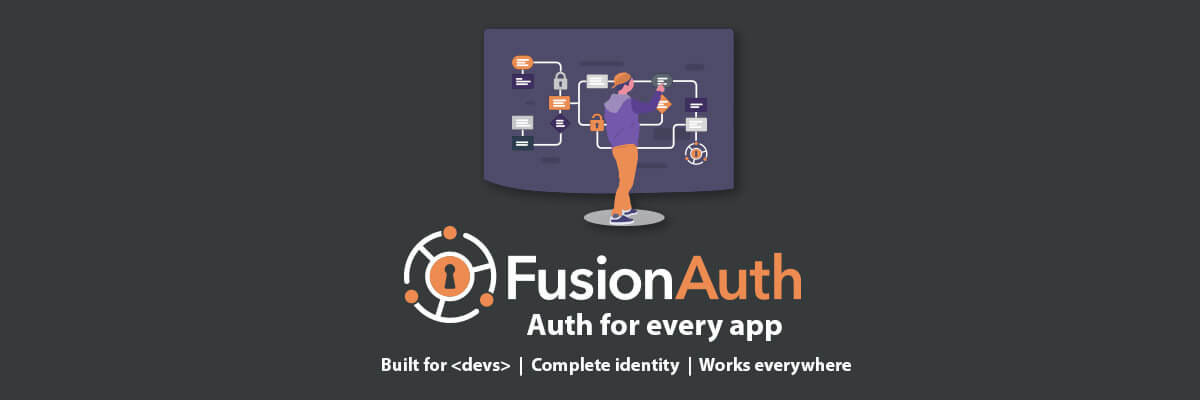 FusionAuth
Auth for every app
Built for <devs> | Complete identity | Works everywhere